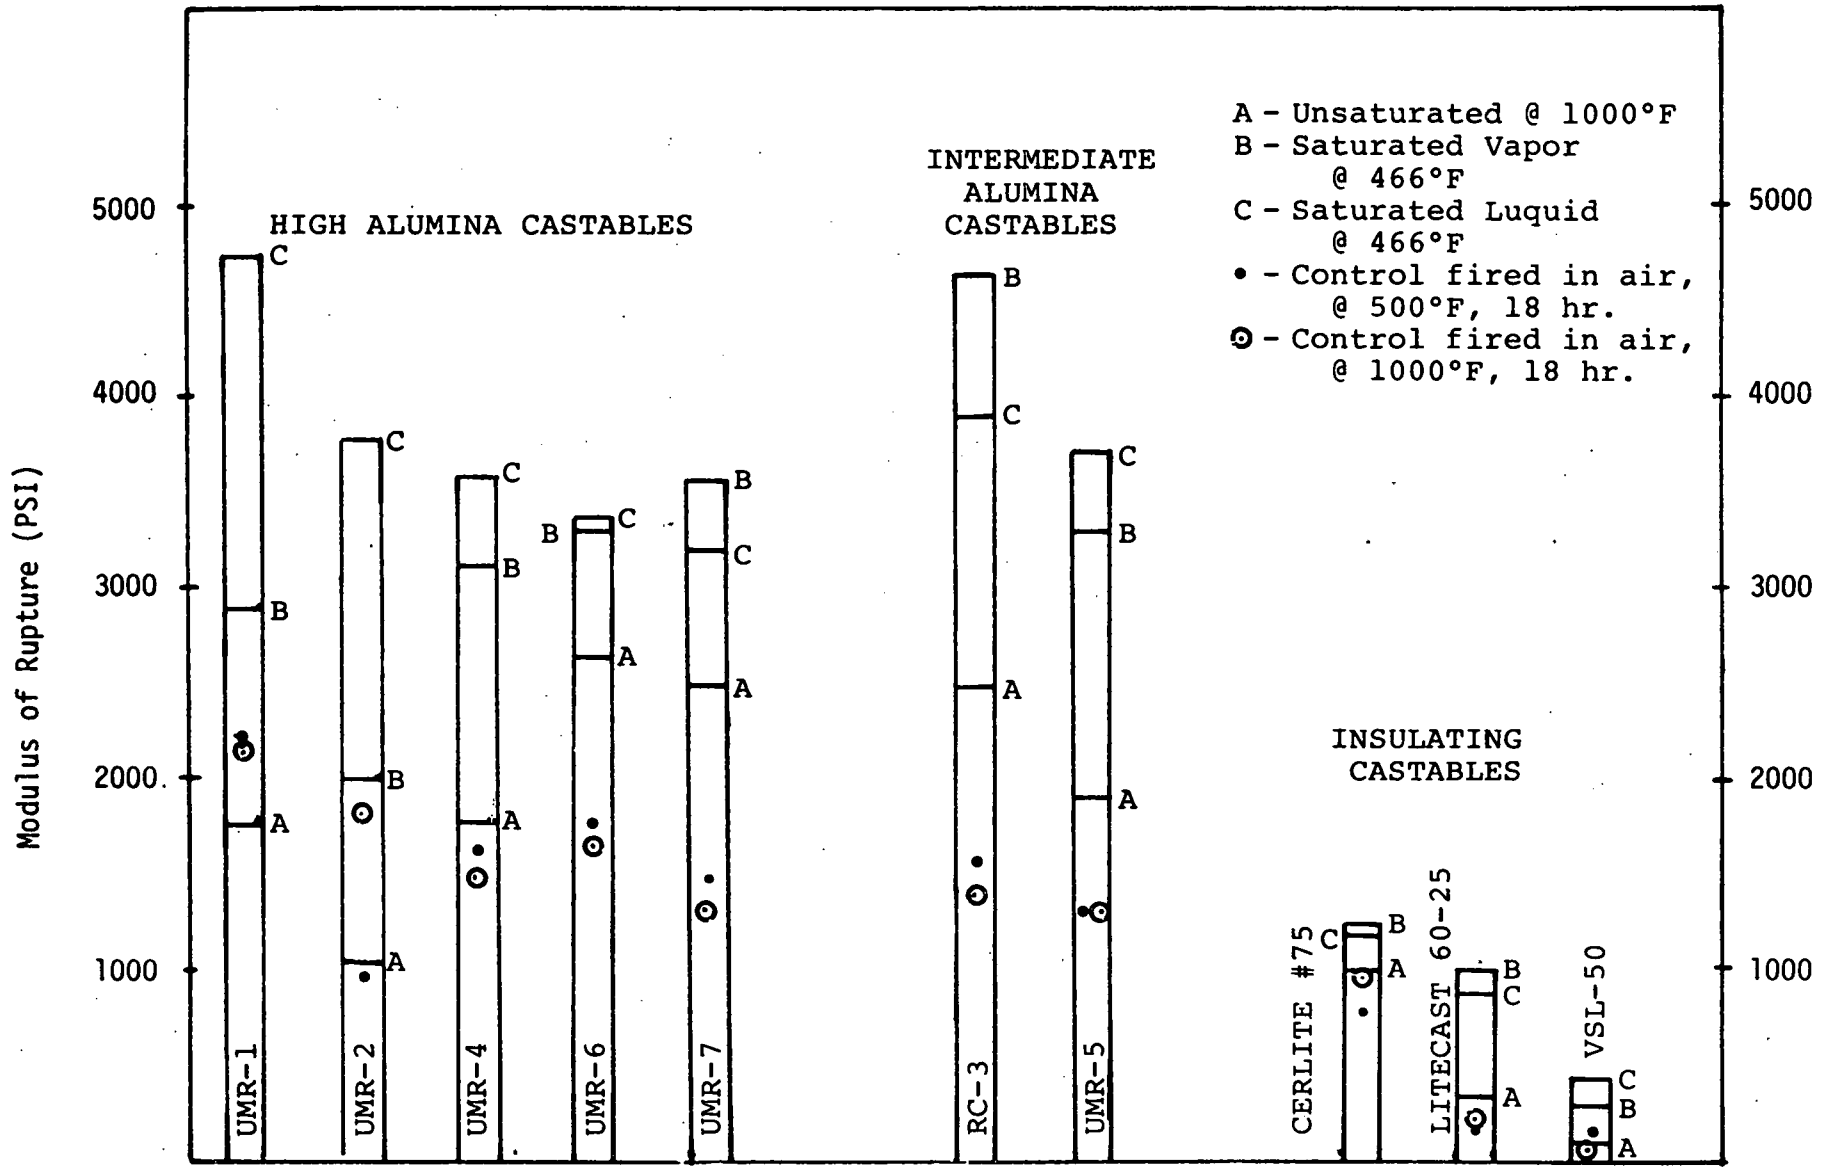 Modulus of Rupture (PSI)
5000
4000
3000
2000
1000
HIGH ALUMINA CASTABLES
C
B
A
UMR-1
C
B
A
UMR-2
C
B
A
UMR-4
C
B
A
UMR-6
B
C
A
UMR-7
INTERMEDIATE
ALUMINA
CASTABLES
B
C
A
RC-3
C
B
A
UMR-5
A - Unsaturated @ 1000°F
B - Saturated Vapor
@ 466°F
C - Saturated Luquid
@ 466°F
• - Control fired in air,
@ 500°F, 18 hr.
⊙ - Control fired in air,
@ 1000°F, 18 hr.
INSULATING
CASTABLES
CERLITE #75
B
C
A
LITECAST 60-25
B
C
A
VSL-50
C
B
A
5000
4000
3000
2000
1000